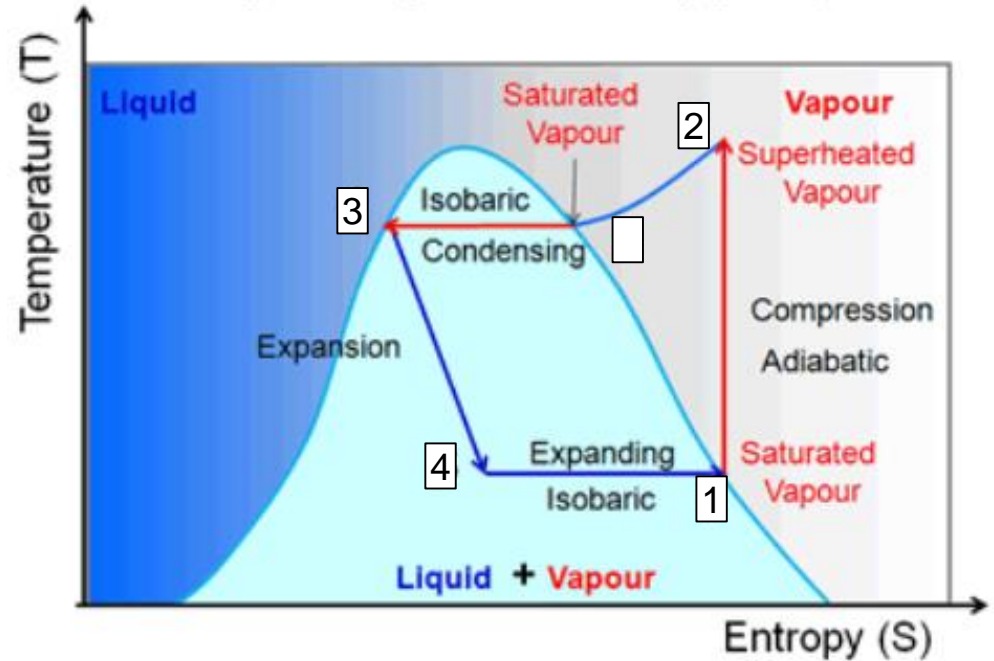 Temperature (T)
Liquid
Saturated
Vapour
2
Vapour
Superheated
Vapour
3
Isobaric
Condensing
Compression
Adiabatic
Expansion
4
Expanding
Isobaric
1
Saturated
Vapour
Liquid + Vapour
Entropy (S)